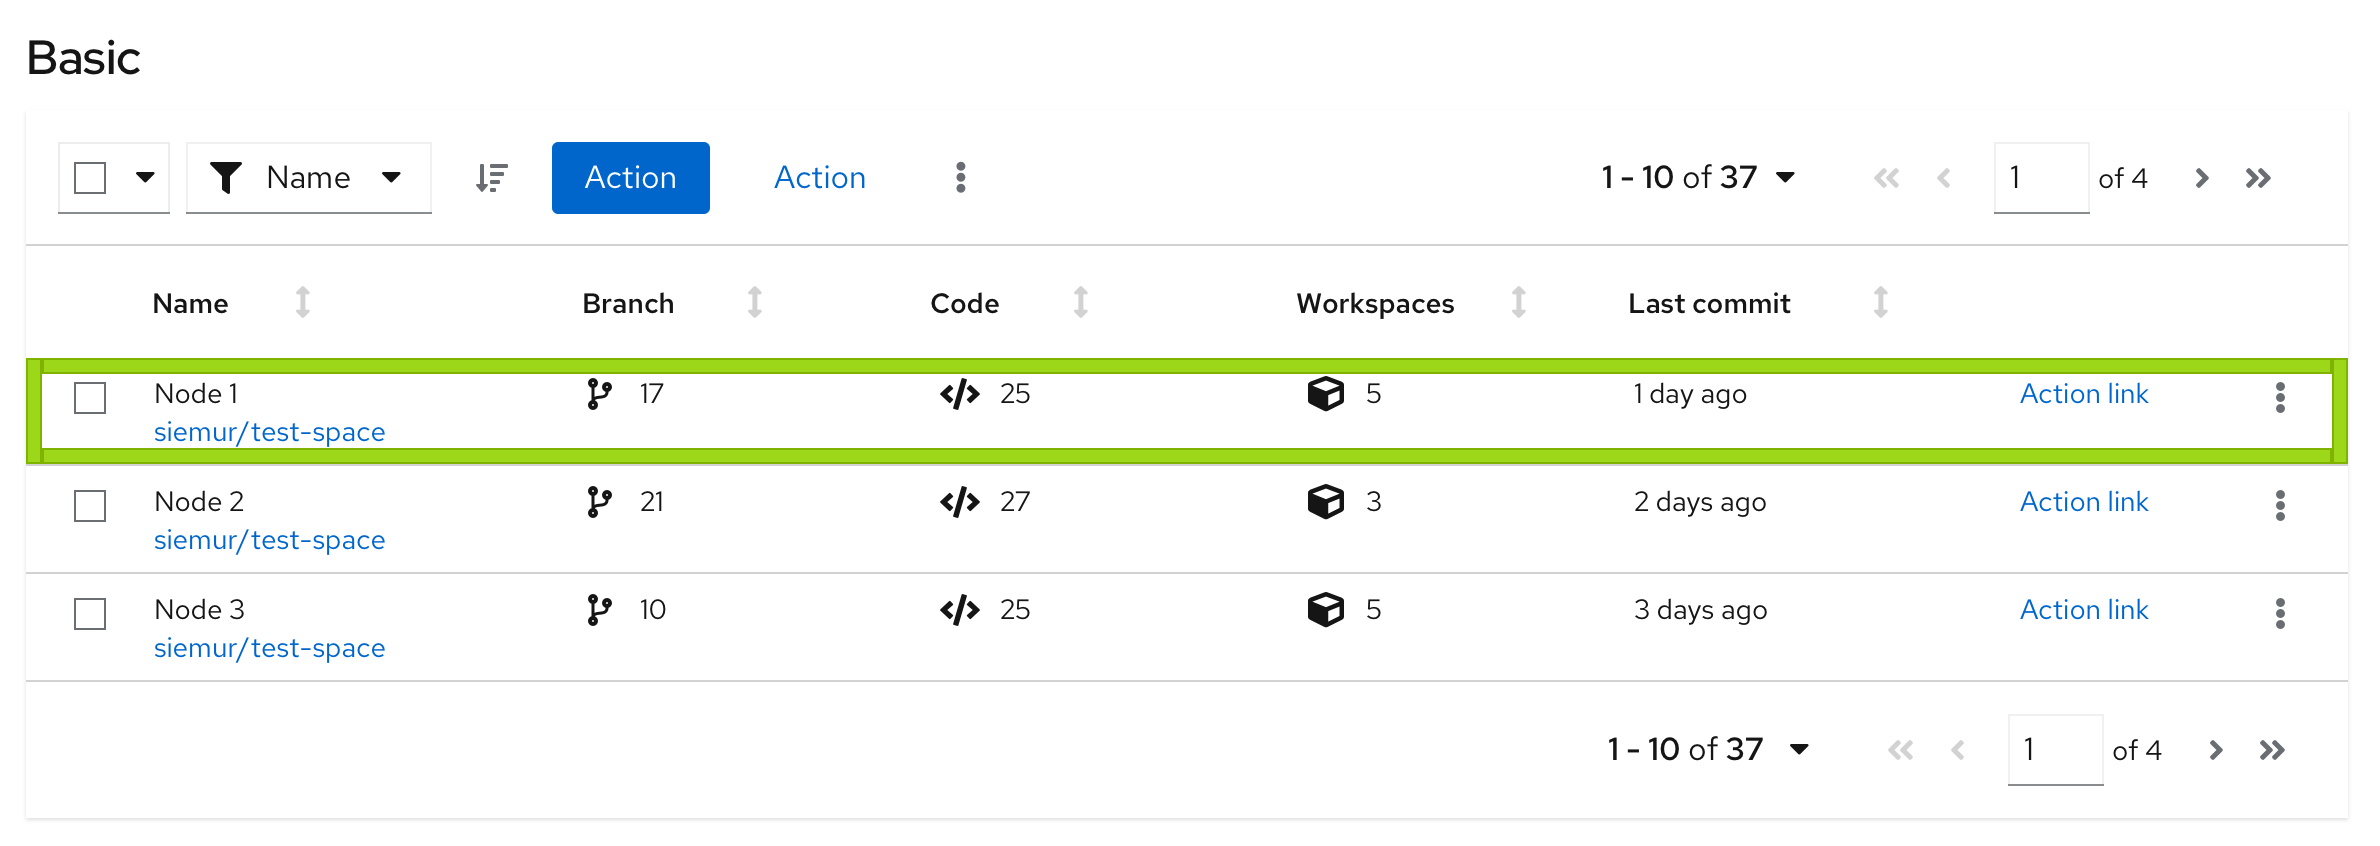 Basic
Name Action Action 1 - 10 of 37 1 of 4
Name Branch Code Workspaces Last commit
Node 1 17 25 5 1 day ago Action link
siemur/test-space
Node 2 21 27 3 2 days ago Action link
siemur/test-space
Node 3 10 25 5 3 days ago Action link
siemur/test-space
1 - 10 of 37 1 of 4